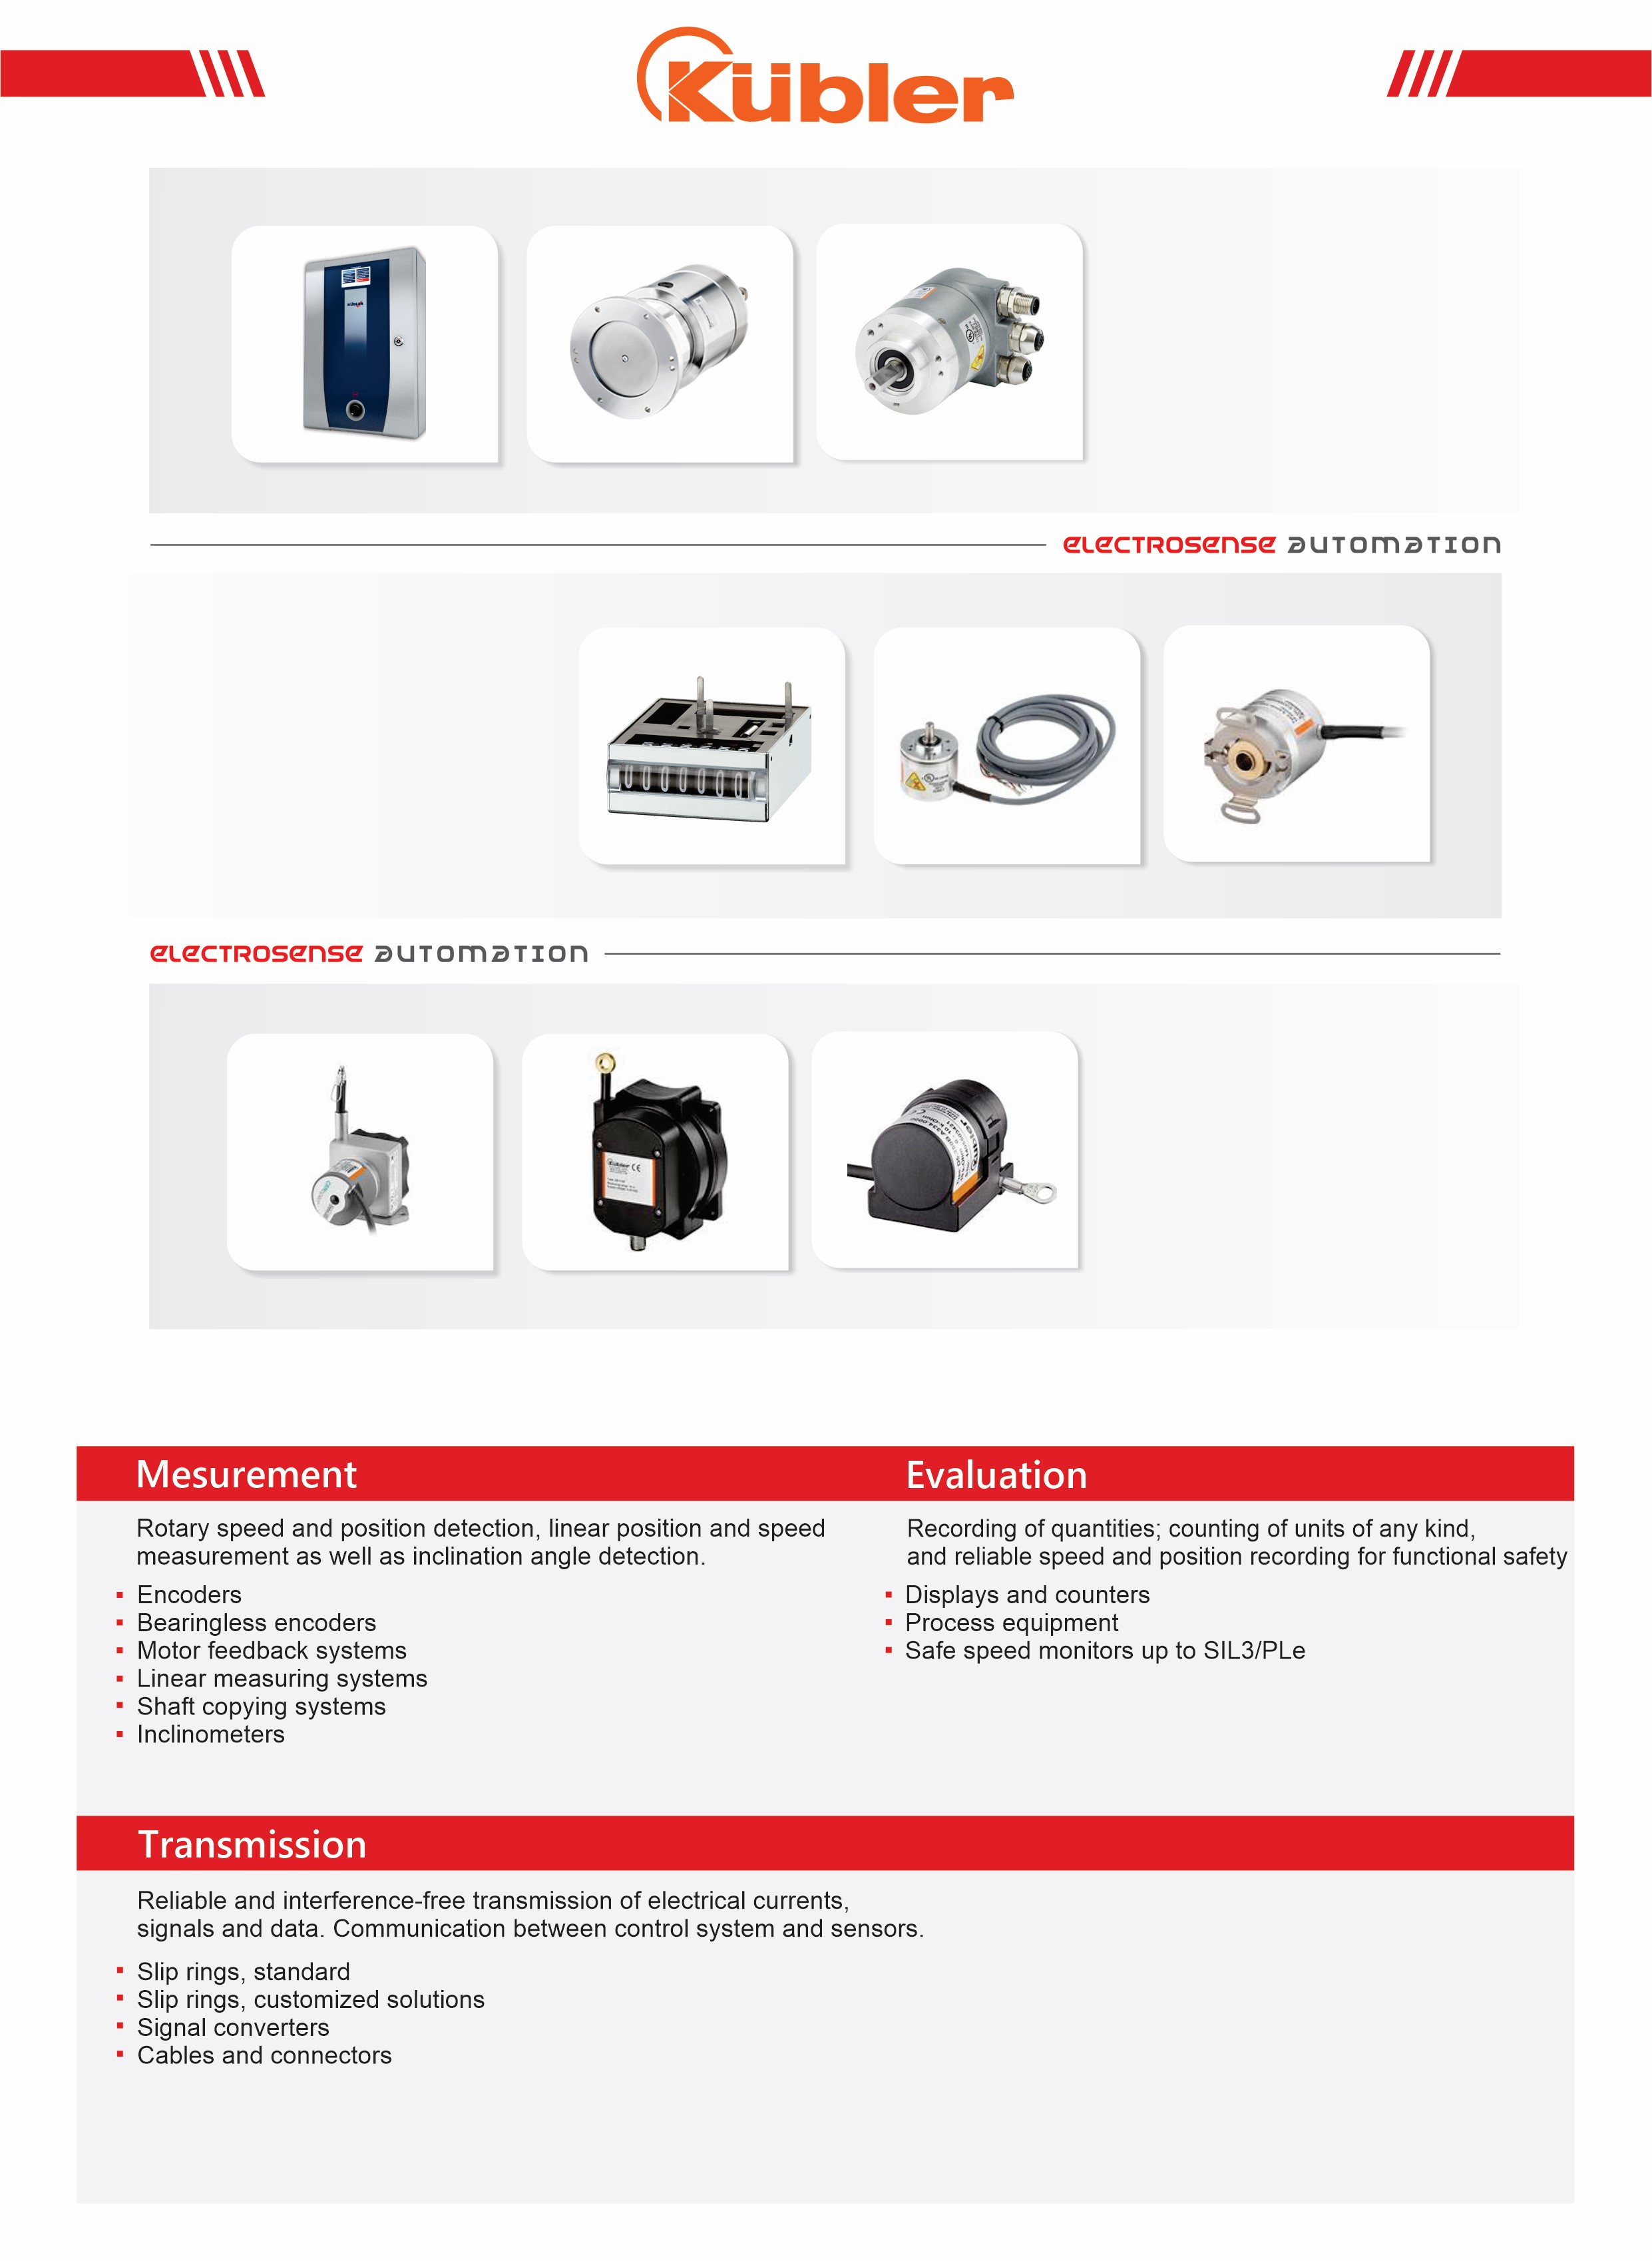 Kübler
ELECTROSENSE AUTOMATION
0000000
ELECTROSENSE AUTOMATION
Kübler CE
Kübler
Mesurement
Rotary speed and position detection, linear position and speed
measurement as well as inclination angle detection.
▪ Encoders
▪ Bearingless encoders
▪ Motor feedback systems
▪ Linear measuring systems
▪ Shaft copying systems
▪ Inclinometers
Evaluation
Recording of quantities; counting of units of any kind,
and reliable speed and position recording for functional safety
▪ Displays and counters
▪ Process equipment
▪ Safe speed monitors up to SIL3/PLe
Transmission
Reliable and interference-free transmission of electrical currents,
signals and data. Communication between control system and sensors.
▪ Slip rings, standard
▪ Slip rings, customized solutions
▪ Signal converters
▪ Cables and connectors